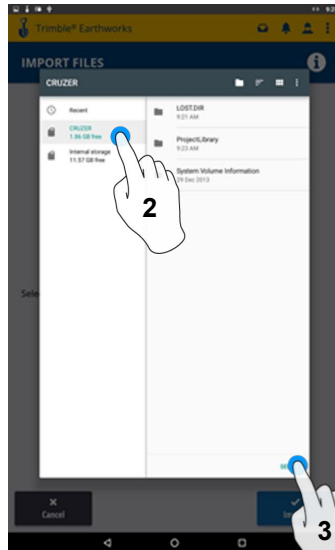 Trimble® Earthworks
IMPORT FILES
CRUZER
Recent
CRUZER
1.86 GB free
Internal storage
11.57 GB free
LOST.DIR
9:21 AM
ProjectLibrary
9:23 AM
System Volume Information
29 Dec 2013
2
Cancel
3